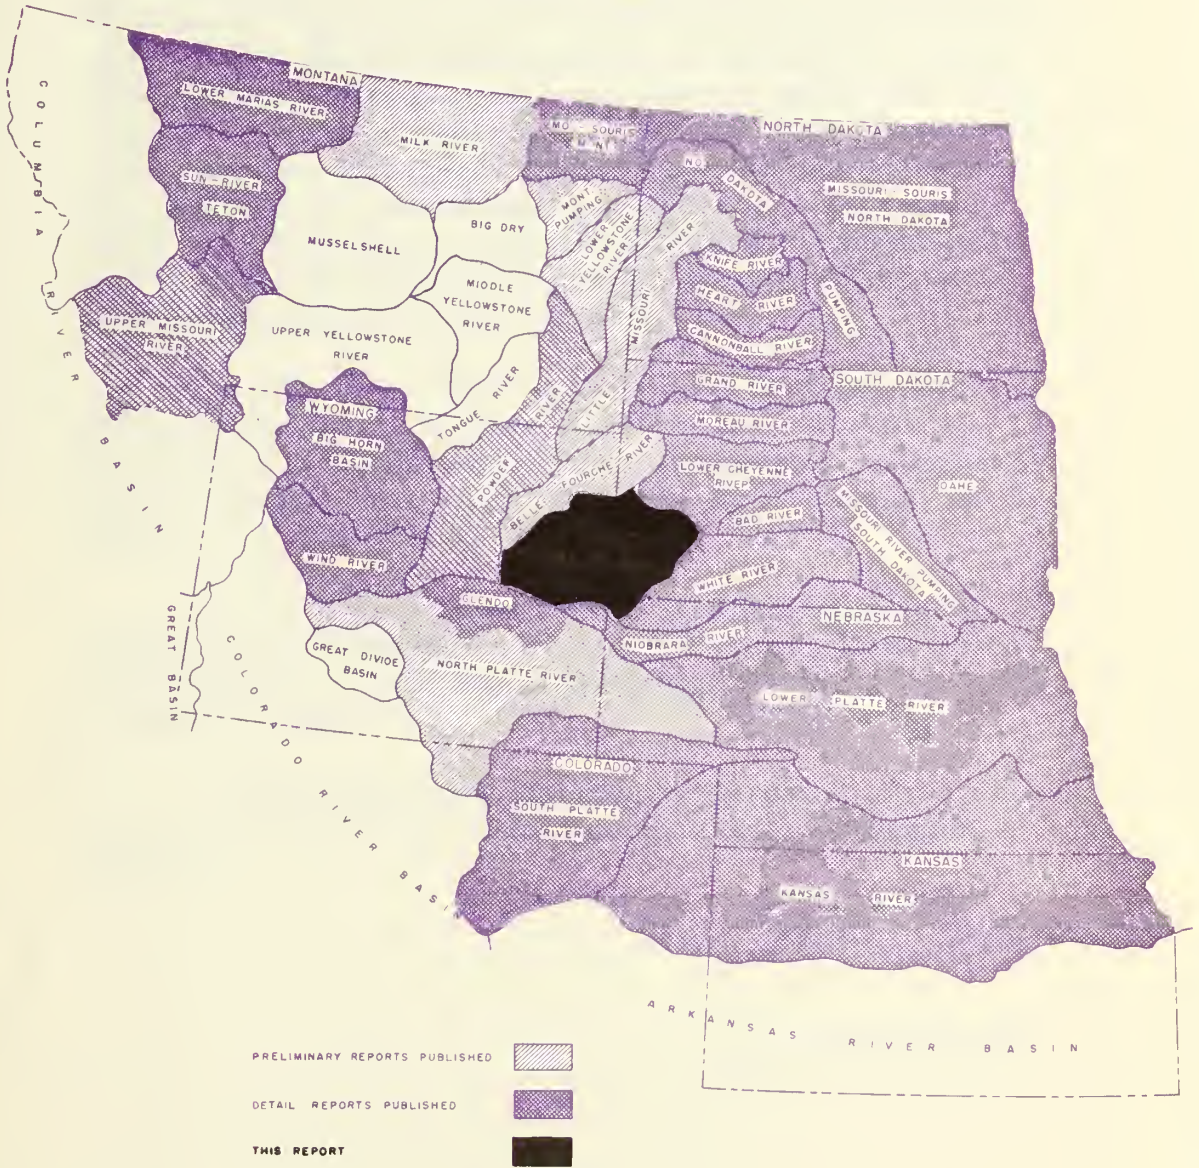 MONTANA
LOWER MARIAS RIVER
MILK RIVER
MO.-SOURIS
MONT.
NORTH DAKOTA
NO.
DAKOTA
PUMPING
MISSOURI-SOURIS
NORTH DAKOTA
COLUMBIA
RIVER
BASIN
SUN-RIVER
TETON
MUSSELSHELL
BIG DRY
MONT.
PUMPING
LOWER
YELLOWSTONE
RIVER
LITTLE
MISSOURI
RIVER
KNIFE RIVER
HEART RIVER
CANNONBALL RIVER
MIDDLE
YELLOWSTONE
RIVER
UPPER MISSOURI
RIVER
UPPER YELLOWSTONE
RIVER
TONGUE RIVER
POWDER
RIVER
GRAND RIVER
SOUTH DAKOTA
MOREAU RIVER
WYOMING
BIG HORN
BASIN
BELLE FOURCHE RIVER
LOWER CHEYENNE
RIVER
OAHE
BAD RIVER
MISSOURI RIVER PUMPING
SOUTH DAKOTA
WIND RIVER
WHITE RIVER
GLENDO
NEBRASKA
NIOBRARA RIVER
GREAT BASIN
GREAT DIVIDE
BASIN
NORTH PLATTE RIVER
LOWER PLATTE RIVER
COLORADO RIVER BASIN
COLORADO
SOUTH PLATTE
RIVER
KANSAS
KANSAS RIVER
ARKANSAS RIVER BASIN
PRELIMINARY REPORTS PUBLISHED
DETAIL REPORTS PUBLISHED
THIS REPORT